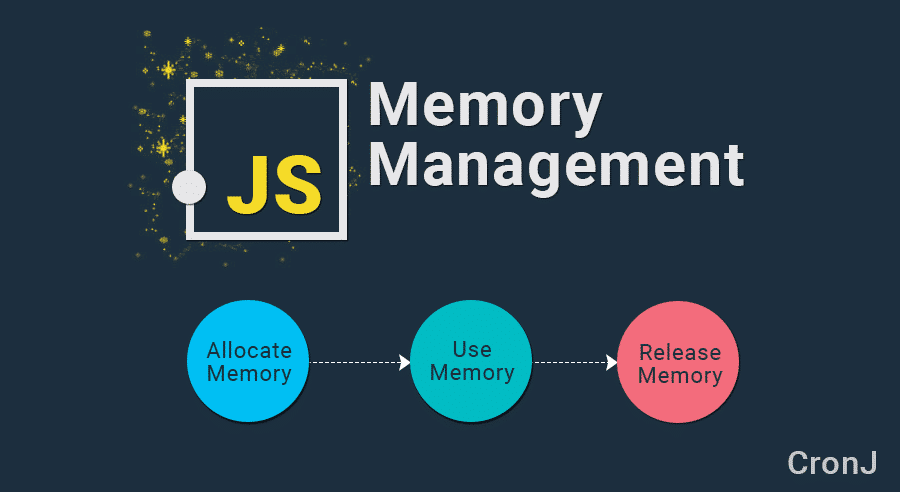 JS
Memory
Management
Allocate
Memory
Use
Memory
Release
Memory
CronJ